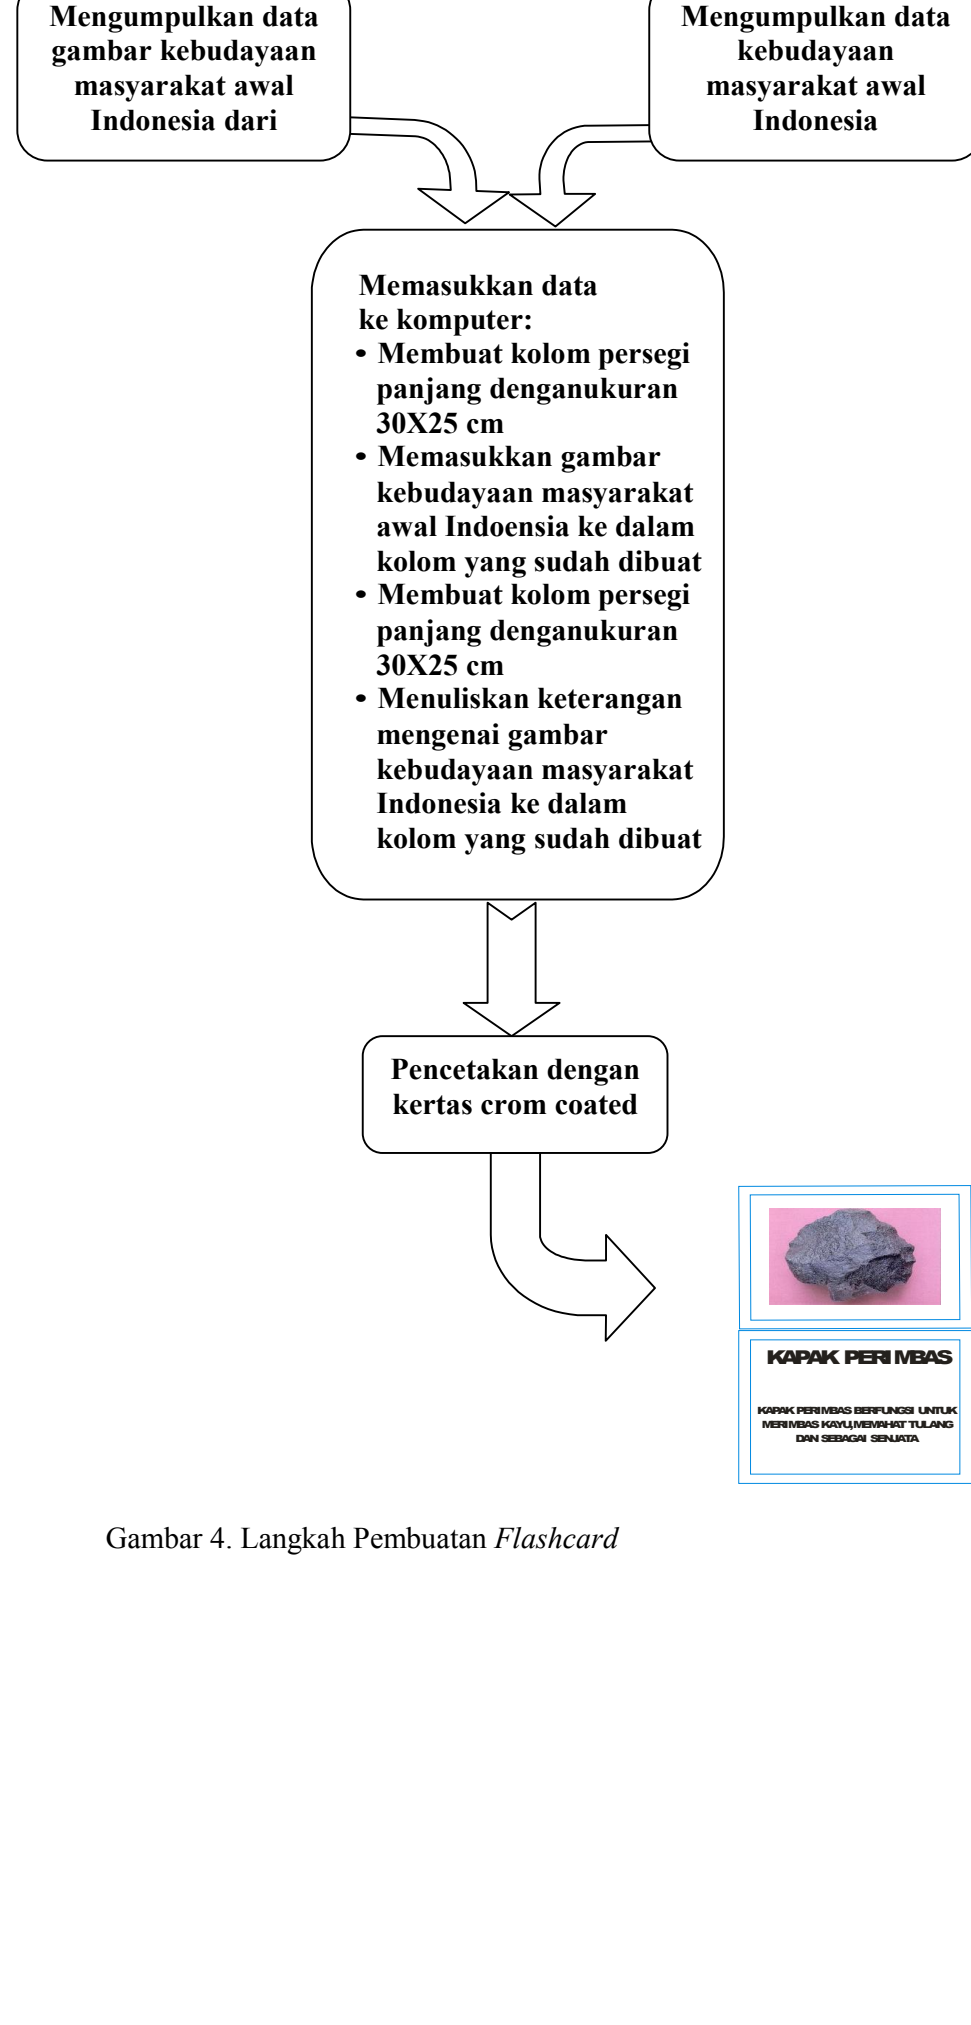 Mengumpulkan data
gambar kebudayaan
masyarakat awal
Indonesia dari
Mengumpulkan data
kebudayaan
masyarakat awal
Indonesia
Memasukkan data
ke komputer:
• Membuat kolom persegi
panjang denganukuran
30X25 cm
• Memasukkan gambar
kebudayaan masyarakat
awal Indoensia ke dalam
kolom yang sudah dibuat
• Membuat kolom persegi
panjang denganukuran
30X25 cm
• Menuliskan keterangan
mengenai gambar
kebudayaan masyarakat
Indonesia ke dalam
kolom yang sudah dibuat
Pencetakan dengan
kertas crom coated
KAPAK PERIMBAS
KAPAK PERIMBAS BERFUNGSI UNTUK
MERIMBAS KAYU,MEMAHAT TULANG
DAN SEBAGAI SENJATA
Gambar 4. Langkah Pembuatan Flashcard